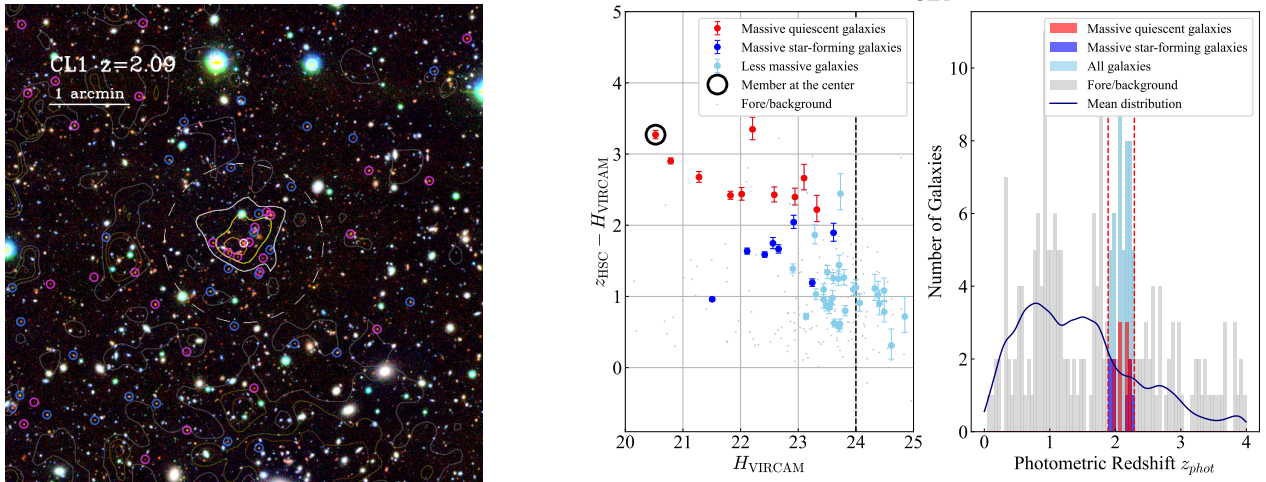 CL1 z=2.09
1 arcmin
5
3
2
1
0
20
21
22
23
24
25
z_HSC − H_VIRCAM
H_VIRCAM
Massive quiescent galaxies
Massive star-forming galaxies
Less massive galaxies
Member at the center
Fore/background
10
8
6
4
2
0
0
1
2
3
4
Number of Galaxies
Photometric Redshift z_phot
Massive quiescent galaxies
Massive star-forming galaxies
All galaxies
Fore/background
Mean distribution